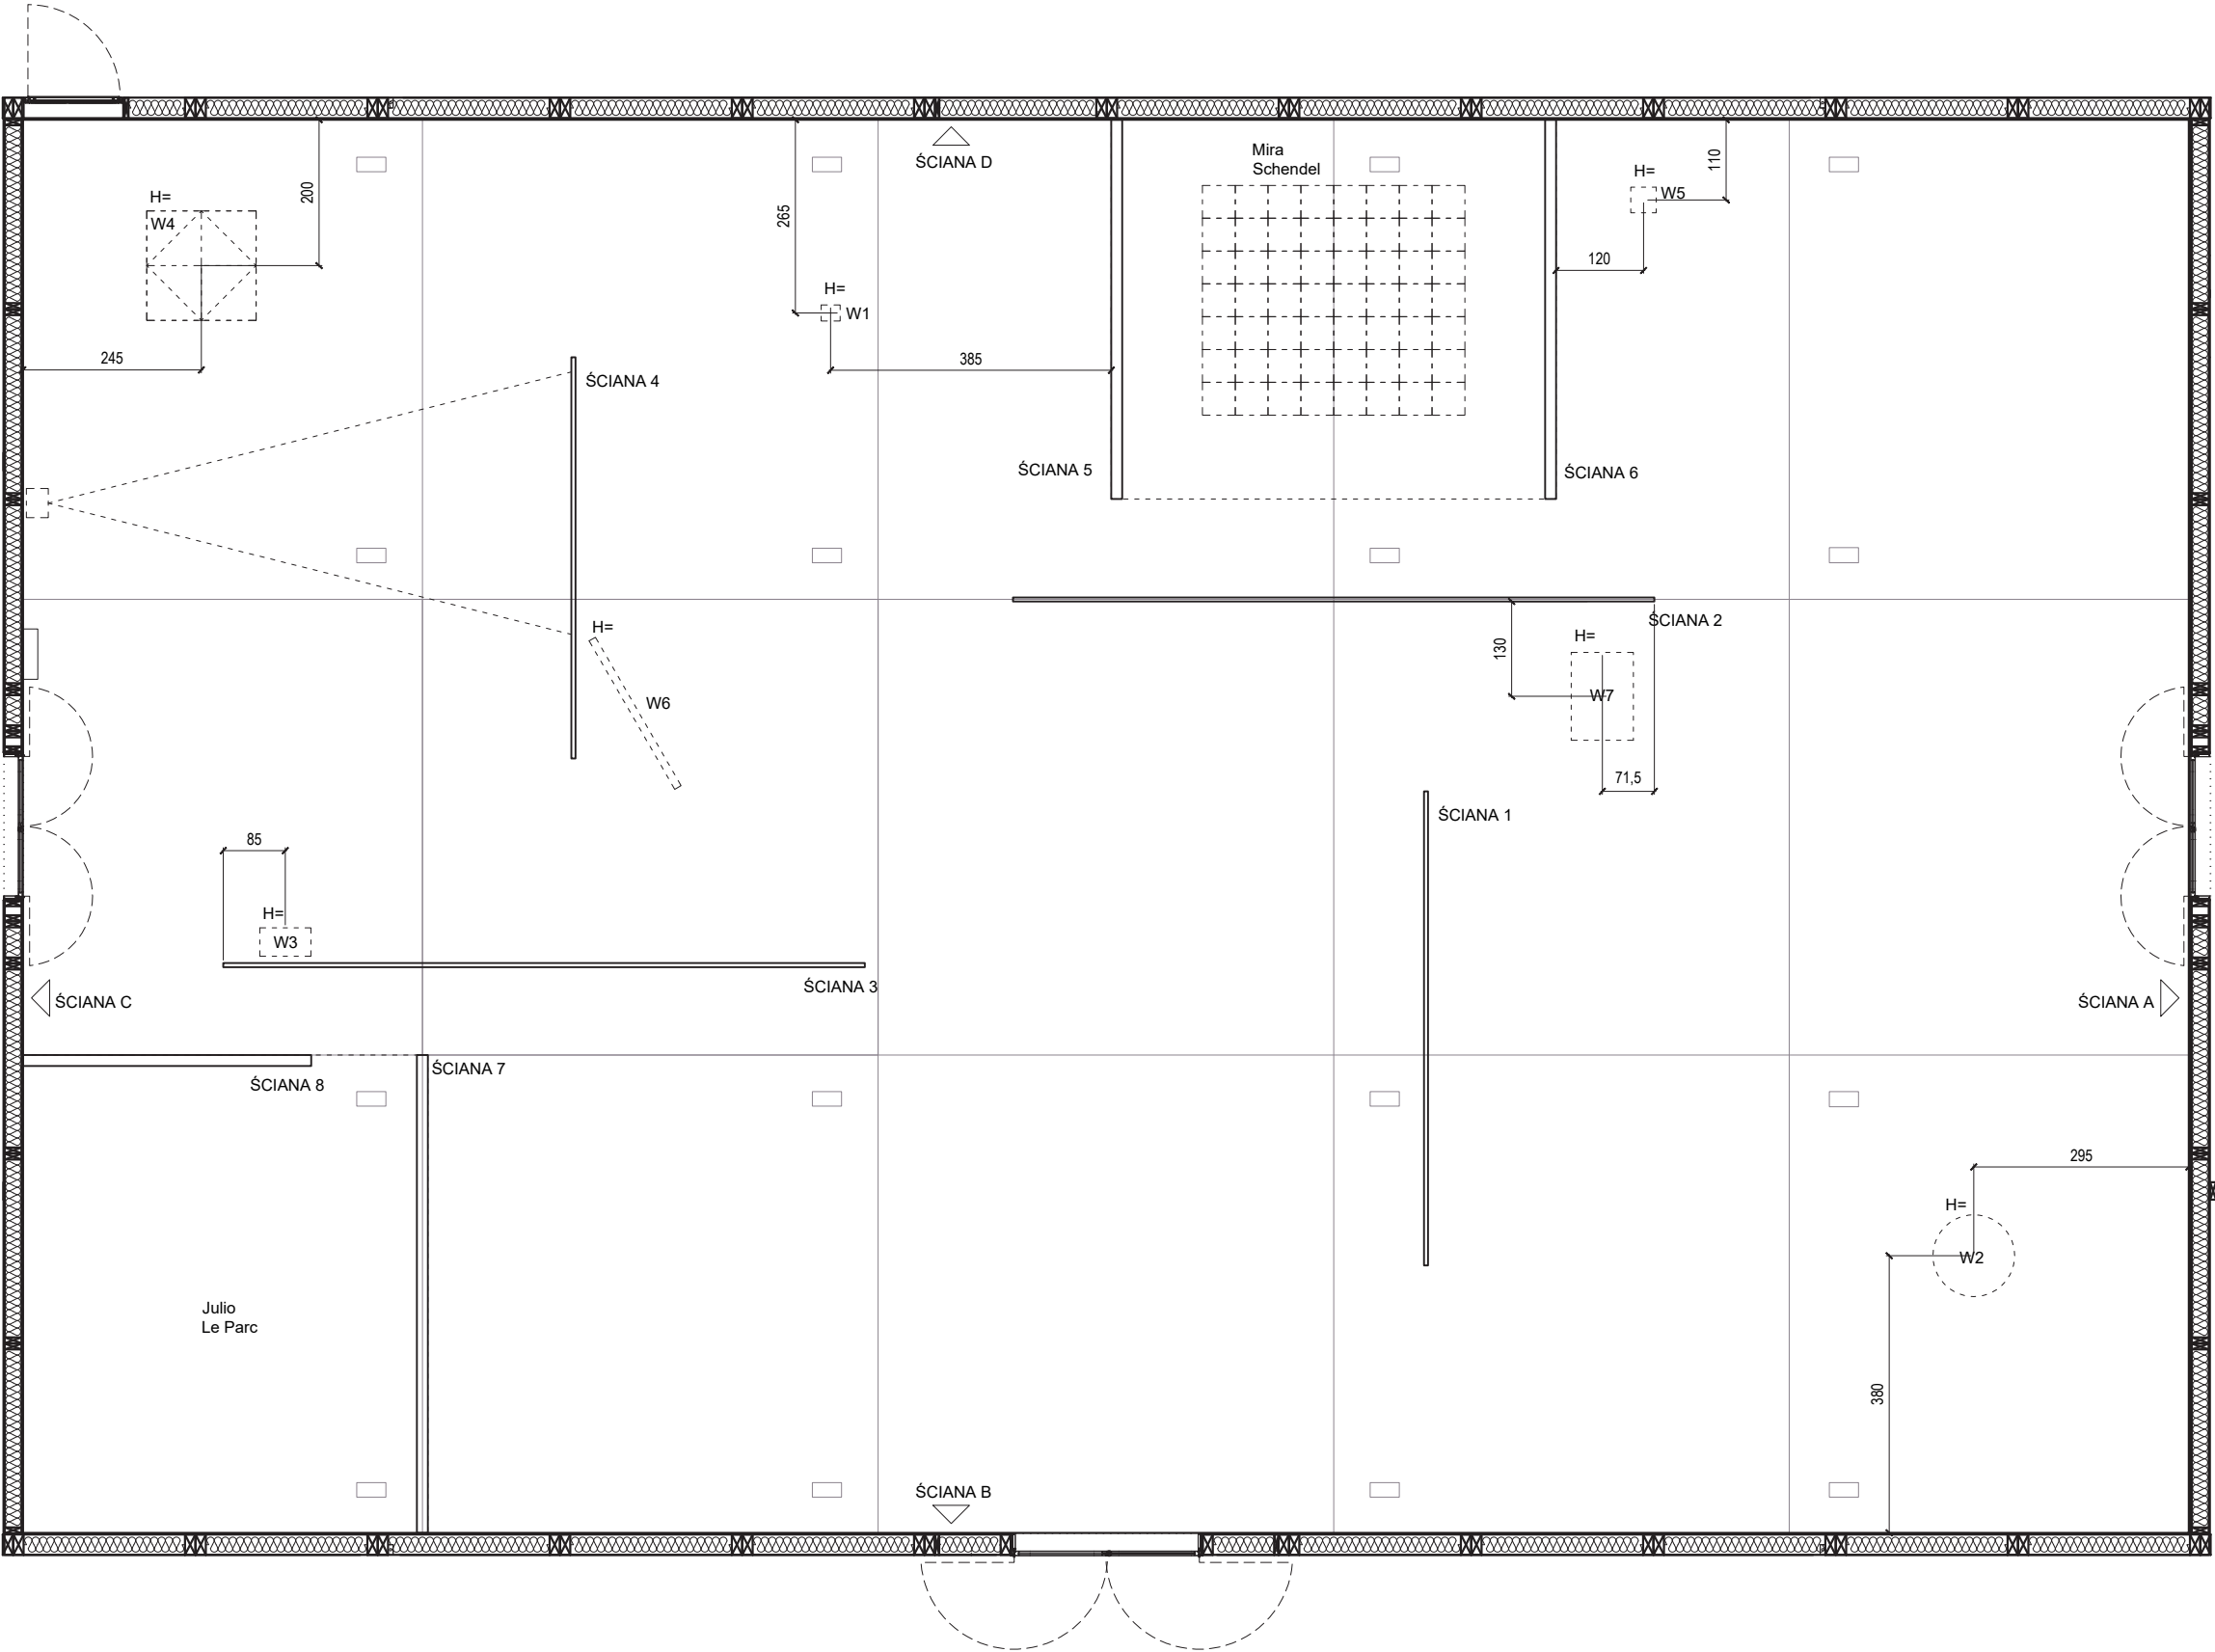 ŚCIANA D
Mira
Schendel
110
H=
W5
200
H=
W4
265
120
H=
W1
245
385
ŚCIANA 4
ŚCIANA 5
ŚCIANA 6
H=
ŚCIANA 2
H=
130
W7
W6
71,5
ŚCIANA 1
85
H=
W3
ŚCIANA 3
ŚCIANA C
ŚCIANA A
ŚCIANA 7
ŚCIANA 8
295
H=
W2
Julio
Le Parc
380
ŚCIANA B